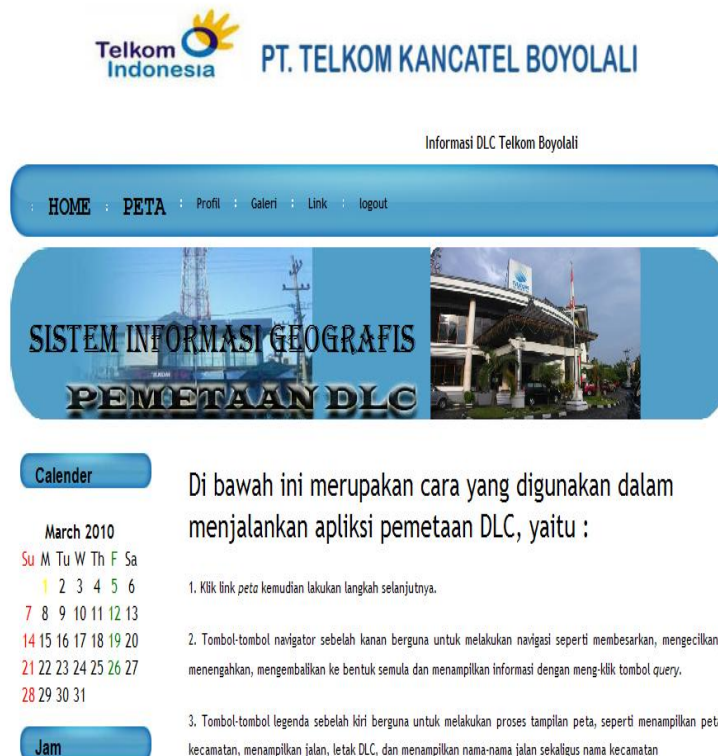 Telkom
Indonesia
PT. TELKOM KANCATEL BOYOLALI
Informasi DLC Telkom Boyolali
HOME : PETA : Profil : Galeri : Link : logout
SISTEM INFORMASI GEOGRAFIS
PEMETAAN DLC
Calender
March 2010
Su M Tu W Th F Sa
1 2 3 4 5 6
7 8 9 10 11 12 13
14 15 16 17 18 19 20
21 22 23 24 25 26 27
28 29 30 31
Jam
Di bawah ini merupakan cara yang digunakan dalam
menjalankan apliksi pemetaan DLC, yaitu :
1. Klik link peta kemudian lakukan langkah selanjutnya.
2. Tombol-tombol navigator sebelah kanan berguna untuk melakukan navigasi seperti membesarkan, mengecilkan
menengahkan, mengembalikan ke bentuk semula dan menampilkan informasi dengan meng-klik tombol query.
3. Tombol-tombol legenda sebelah kiri berguna untuk melakukan proses tampilan peta, seperti menampilkan peta
kecamatan, menampilkan jalan, letak DLC, dan menampilkan nama-nama jalan sekaligus nama kecamatan